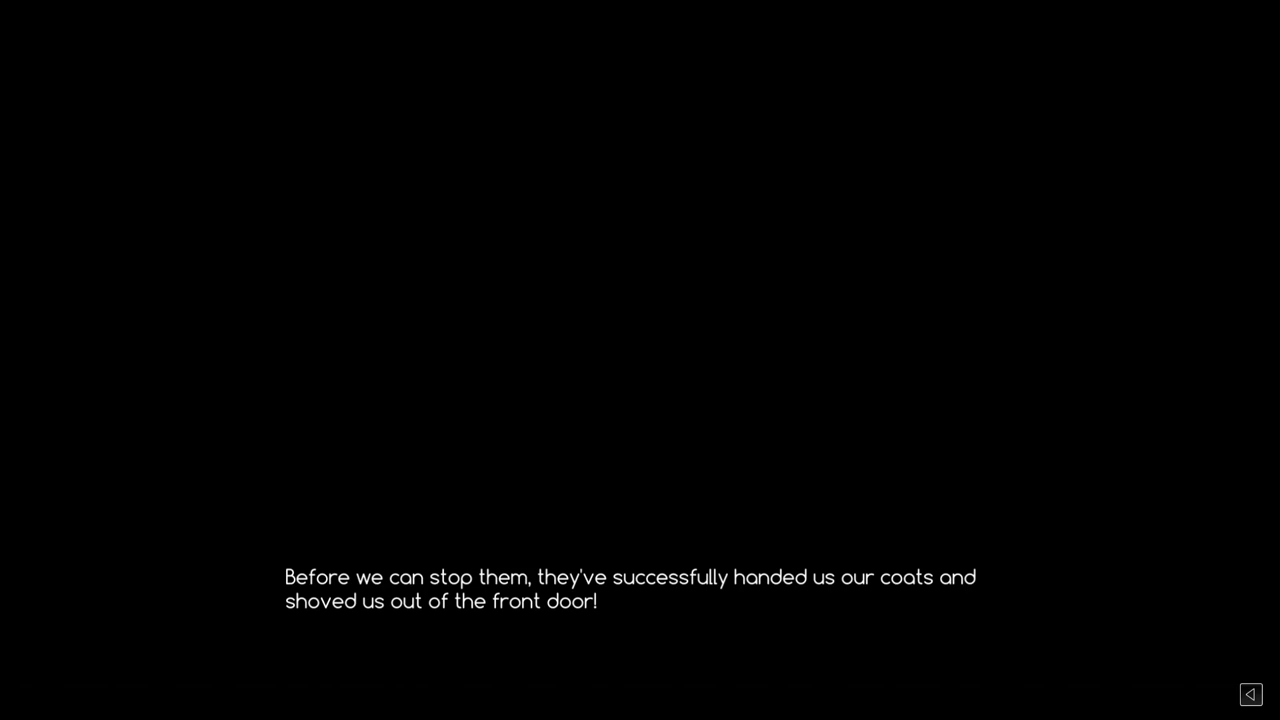 Before we can stop them, they've successfully handed us our coats and
shoved us out of the front door!